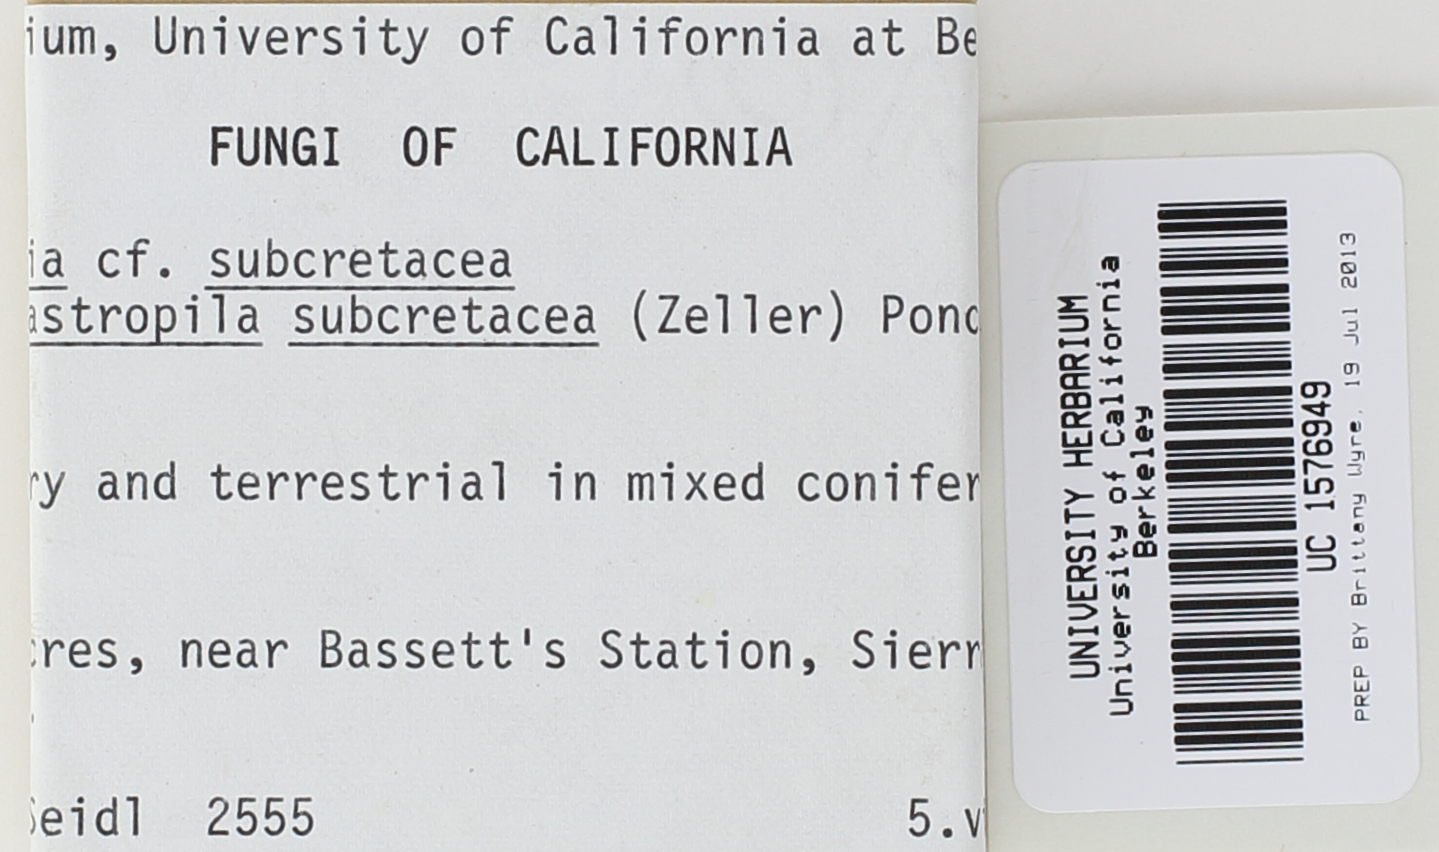 ium, University of California at Be
FUNGI OF CALIFORNIA
ia cf. subcretacea
astropila subcretacea (Zeller) Pond
ry and terrestrial in mixed conifer
cres, near Bassett's Station, Sierr
Seidl 2555 5.v
UNIVERSITY HERBARIUM
University of California
Berkeley
UC 1576949
PREP BY Brittany Wyre, 19 Jul 2013